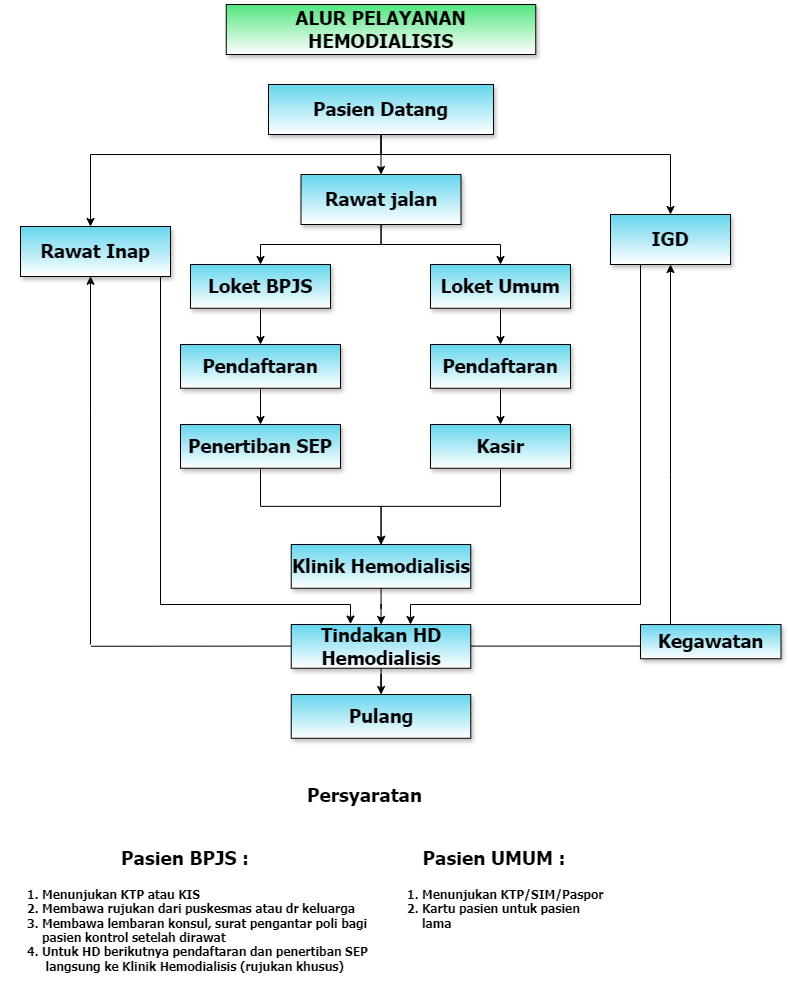 ALUR PELAYANAN
HEMODIALISIS
Pasien Datang
Rawat jalan
Rawat Inap
IGD
Loket BPJS
Loket Umum
Pendaftaran
Pendaftaran
Penertiban SEP
Kasir
Klinik Hemodialisis
Tindakan HD
Hemodialisis
Kegawatan
Pulang
Persyaratan
Pasien BPJS :
1. Menunjukan KTP atau KIS
2. Membawa rujukan dari puskesmas atau dr keluarga
3. Membawa lembaran konsul, surat pengantar poli bagi
pasien kontrol setelah dirawat
4. Untuk HD berikutnya pendaftaran dan penertiban SEP
langsung ke Klinik Hemodialisis (rujukan khusus)
Pasien UMUM :
1. Menunjukan KTP/SIM/Paspor
2. Kartu pasien untuk pasien
lama